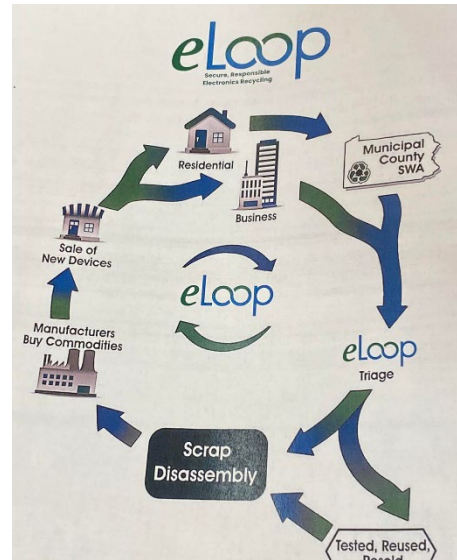 eLoop
Secure, Responsible
Electronics Recycling
Residential
Municipal
County
SWA
Business
Sale of
New Devices
eLoop
Manufacturers
Buy Commodities
eLoop
Triage
Scrap
Disassembly
Tested, Reused,
Resold